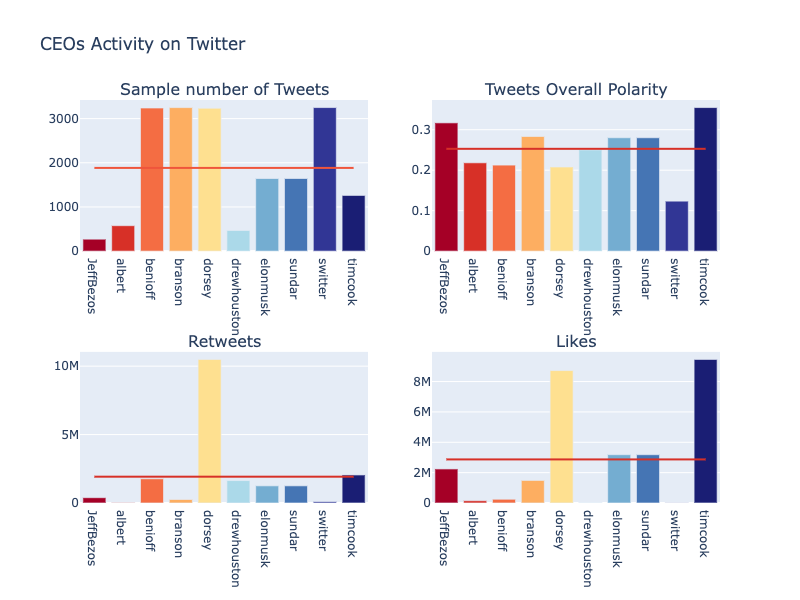 CEOs Activity on Twitter
Sample number of Tweets
3000
2000
1000
0
JeffBezos
albert
benioff
branson
dorsey
drewhouston
elonmusk
sundar
switter
timcook
Tweets Overall Polarity
0.3
0.2
0.1
0
JeffBezos
albert
benioff
branson
dorsey
drewhouston
elonmusk
sundar
switter
timcook
Retweets
10M
5M
0
JeffBezos
albert
benioff
branson
dorsey
drewhouston
elonmusk
sundar
switter
timcook
Likes
8M
6M
4M
2M
0
JeffBezos
albert
benioff
branson
dorsey
drewhouston
elonmusk
sundar
switter
timcook